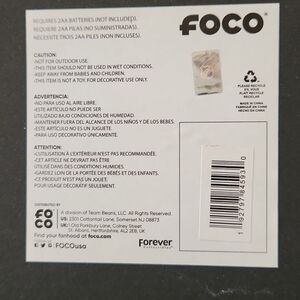 REQUIRES 2AA BATTERIES (NOT INCLUDED).
REQUIERE 2AA PILAS (NO SUMINISTRADAS).
NÉCESSITE TROIS 2AA PILES (NON INCLUSES).
foco
CAUTION:
-NOT FOR OUTDOOR USE.
-THIS ITEM SHOULD NOT BE USED IN WET CONDITIONS.
-KEEP AWAY FROM BABIES AND CHILDREN.
-THIS ITEM IS NOT A TOY FOR DECORATIVE USE ONLY.
PLEASE RECYCLE
MADE IN CHINA
FABRIQUÉ EN CHINE
HECHO EN CHINA
ADVERTENCIA:
-NO PARA USO AL AIRE LIBRE.
-ESTE ARTÍCULO NO PUEDE SER
UTILIZADO BAJO CONDICIONES DE HUMEDAD.
-MANTENER FUERA DEL ALCANCE DE LOS NIÑOS Y DE LOS BEBES.
-ESTE ARTÍCULO NO ES UN JUGUETE.
PARA USO DECORATIVO ÚNICAMENTE.
ATTENTION:
-L'UTILISATION À L'EXTÉRIEUR N'EST PAS RECOMMANDÉE.
-CET ARTICLE NE DEVRAIT PAS ÊTRE
UTILISÉ DANS DES CONDITIONS HUMIDES.
-GARDEZ LOIN DE LA PORTÉE DES BÉBÉS ET DES ENFANTS.
-CE PRODUIT N'EST PAS UN JOUET.
POUR L'USAGE DÉCORATIF SEULEMENT.
DISTRIBUTED BY
FOCO
A division of Team Beans, LLC. All Rights Reserved.
US: 2301 Cottontail Lane, Somerset NJ 08873
UK: 1 Old Parkbury Lane, Colney Street
St. Albans, Hertfordshire, AL2 2EB, UK
Find your fanhood at foco.com
FOCOusa
Forever
Collectibles